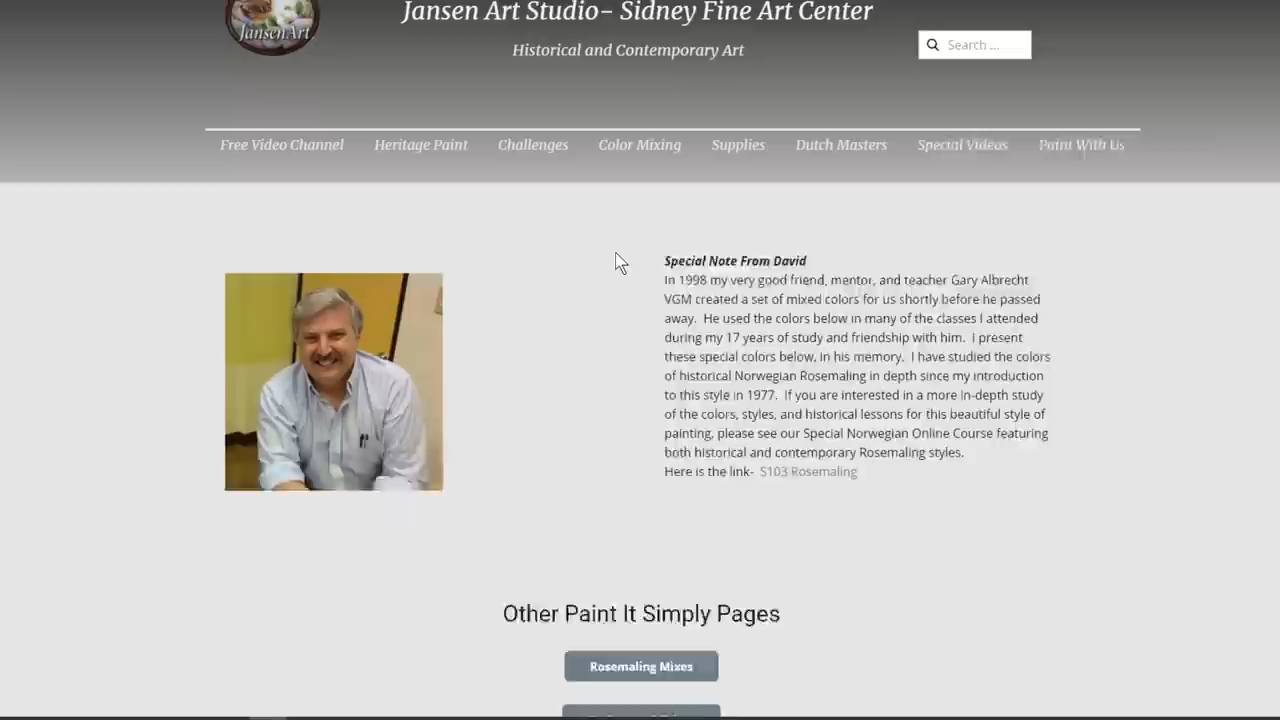 JansenArt
Jansen Art Studio- Sidney Fine Art Center
Historical and Contemporary Art
Search ...
Free Video Channel Heritage Paint Challenges Color Mixing Supplies Dutch Masters Special Videos Paint With Us
Special Note From David
In 1998 my very good friend, mentor, and teacher Gary Albrecht
VGM created a set of mixed colors for us shortly before he passed
away. He used the colors below in many of the classes I attended
during my 17 years of study and friendship with him. I present
these special colors below, in his memory. I have studied the colors
of historical Norwegian Rosemaling in depth since my introduction
to this style in 1977. If you are interested in a more in-depth study
of the colors, styles, and historical lessons for this beautiful style of
painting, please see our Special Norwegian Online Course featuring
both historical and contemporary Rosemaling styles.
Here is the link- S103 Rosemaling
Other Paint It Simply Pages
Rosemaling Mixes